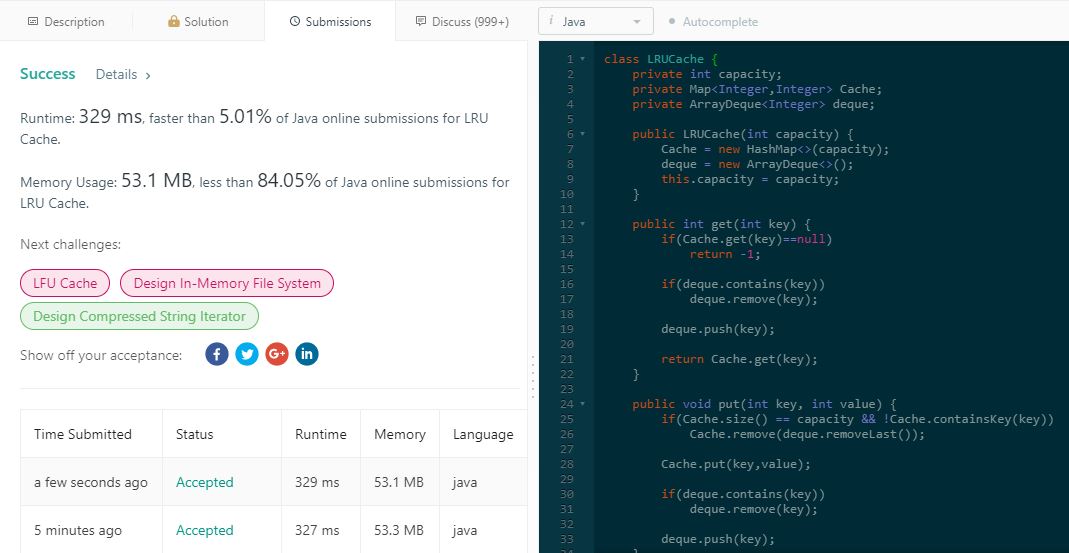 Description
Solution
Submissions
Discuss (999+)
i Java
Autocomplete
Success Details ›
Runtime: 329 ms, faster than 5.01% of Java online submissions for LRU
Cache.
Memory Usage: 53.1 MB, less than 84.05% of Java online submissions for
LRU Cache.
Next challenges:
LFU Cache Design In-Memory File System
Design Compressed String Iterator
Show off your acceptance: f G+ in
Time Submitted Status Runtime Memory Language
a few seconds ago Accepted 329 ms 53.1 MB java
5 minutes ago Accepted 327 ms 53.3 MB java
1 class LRUCache {
2 private int capacity;
3 private Map<Integer,Integer> Cache;
4 private ArrayDeque<Integer> deque;
5
6 public LRUCache(int capacity) {
7 Cache = new HashMap<>(capacity);
8 deque = new ArrayDeque<>();
9 this.capacity = capacity;
10 }
11
12 public int get(int key) {
13 if(Cache.get(key)==null)
14 return -1;
15
16 if(deque.contains(key))
17 deque.remove(key);
18
19 deque.push(key);
20
21 return Cache.get(key);
22 }
23
24 public void put(int key, int value) {
25 if(Cache.size() == capacity && !Cache.containsKey(key))
26 Cache.remove(deque.removeLast());
27
28 Cache.put(key,value);
29
30 if(deque.contains(key))
31 deque.remove(key);
32
33 deque.push(key);
34 }